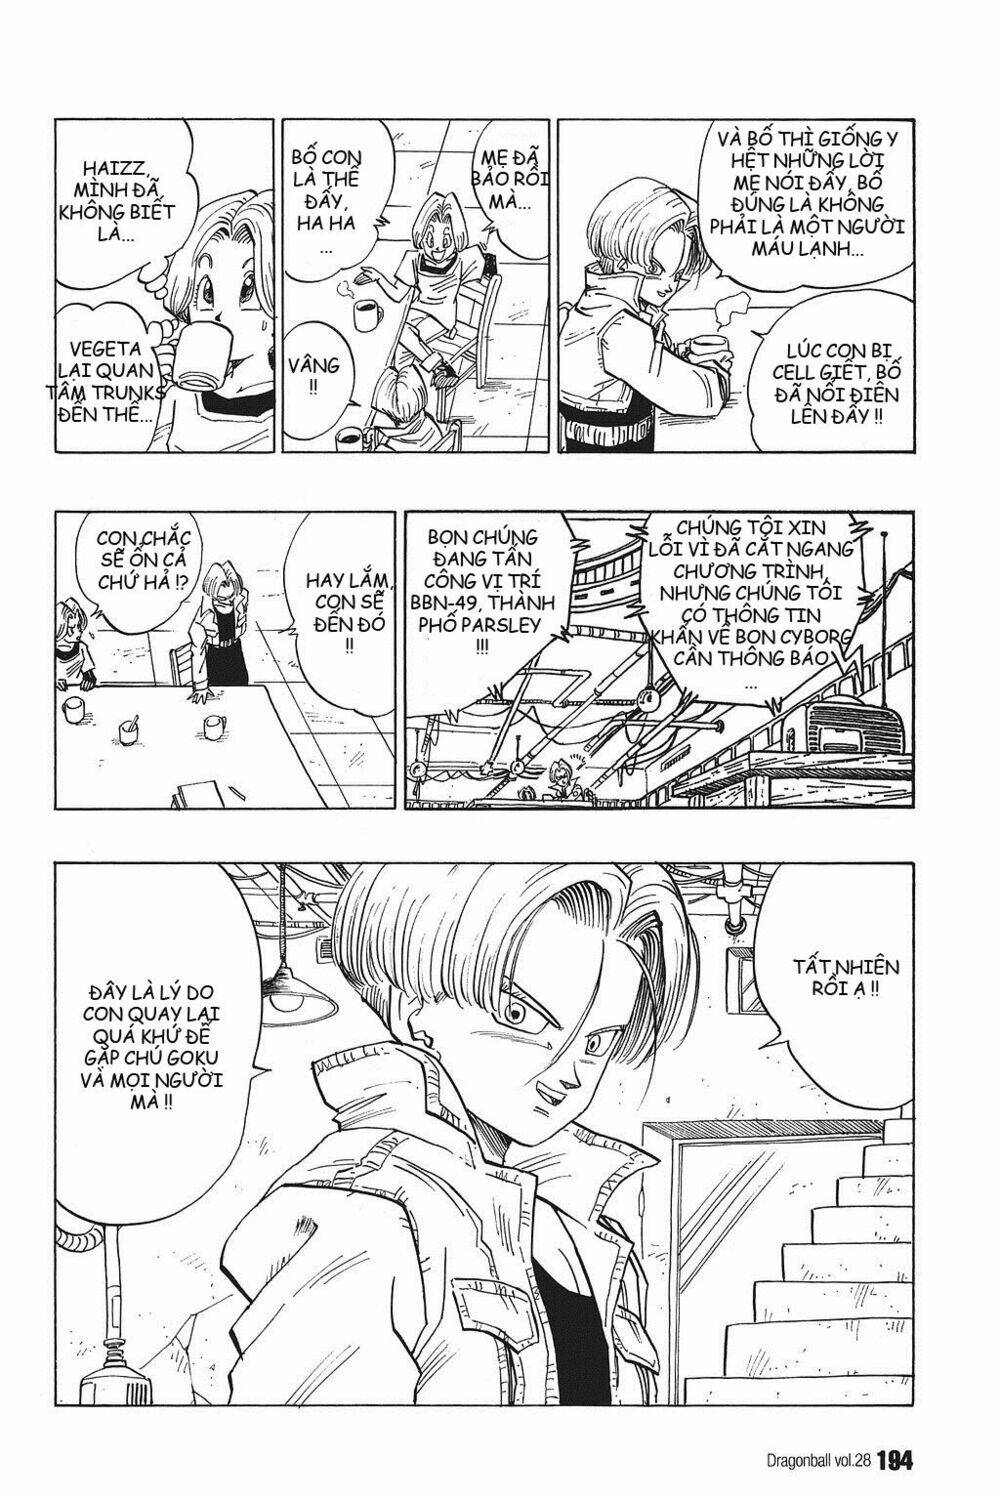 VÀ BỐ THÌ GIỐNG Y
HỆT NHỮNG LỜI
MẸ NÓI ĐẤY, BỐ
ĐÚNG LÀ KHÔNG
PHẢI LÀ MỘT NGƯỜI
MÁU LẠNH...
LÚC CON BỊ
CELL GIẾT, BỐ
ĐÃ NỔI ĐIÊN
LÊN ĐẤY !!
MẸ ĐÃ
BẢO RỒI
MÀ...
BỐ CON
LÀ THẾ
ĐẤY,
HA HA
...
VÂNG
!!
HAIZZ,
MÌNH ĐÃ
KHÔNG BIẾT
LÀ...
VEGETA
LẠI QUAN
TÂM TRUNKS
ĐẾN THẾ...
CHÚNG TÔI XIN
LỖI VÌ ĐÃ CẮT NGANG
CHƯƠNG TRÌNH,
NHƯNG CHÚNG TÔI
CÓ THÔNG TIN
KHẨN VỀ BỌN CYBORG
CẦN THÔNG BÁO
...
BỌN CHÚNG
ĐANG TẤN
CÔNG VỊ TRÍ
BBN-49, THÀNH
PHỐ PARSLEY
!!!
HAY LẮM,
CON SẼ
ĐẾN ĐÓ
!!
CON CHẮC
SẼ ỔN CẢ
CHỨ HẢ !?
TẤT NHIÊN
RỒI Ạ !!
ĐÂY LÀ LÝ DO
CON QUAY LẠI
QUÁ KHỨ ĐỂ
GẶP CHÚ GOKU
VÀ MỌI NGƯỜI
MÀ !!
Dragonball vol.28 194